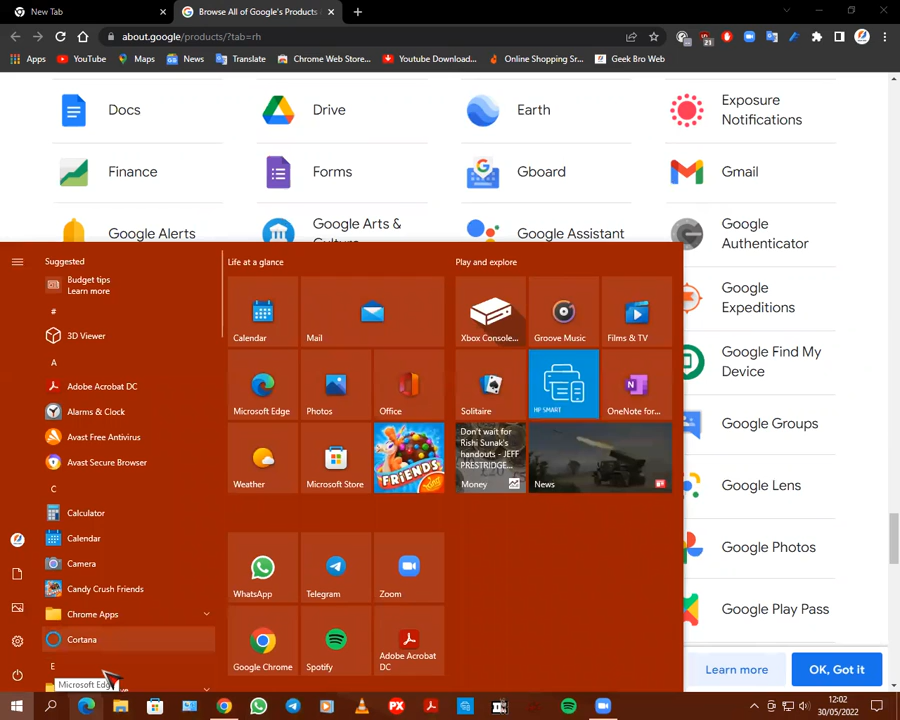 New Tab
Browse All of Google's Products
about.google/products/?tab=rh
21
Apps
YouTube
Maps
News
Translate
Chrome Web Store...
Youtube Download...
Online Shopping Sr...
Geek Bro Web
Docs
Drive
Earth
Exposure
Notifications
Finance
Forms
Gboard
Gmail
Google Alerts
Google Arts &
Google Assistant
Google
Authenticator
Google
Expeditions
Google Find My
Device
Google Groups
Google Lens
Google Photos
Google Play Pass
Learn more
OK, Got it
Suggested
Budget tips
Learn more
#
3D Viewer
A
Adobe Acrobat DC
Alarms & Clock
Avast Free Antivirus
Avast Secure Browser
C
Calculator
Calendar
Camera
Candy Crush Friends
Chrome Apps
Cortana
E
Life at a glance
Calendar
Mail
Microsoft Edge
Photos
Office
Weather
Microsoft Store
FRIENDS
King
WhatsApp
Telegram
Zoom
Google Chrome
Spotify
Adobe Acrobat
DC
Play and explore
Xbox Console...
Groove Music
Films & TV
Solitaire
HP SMART
OneNote for...
Don't wait for
Rishi Sunak's
handouts - JEFF
PRESTRIDGE...
Money
News
PX
12:02
30/05/2022